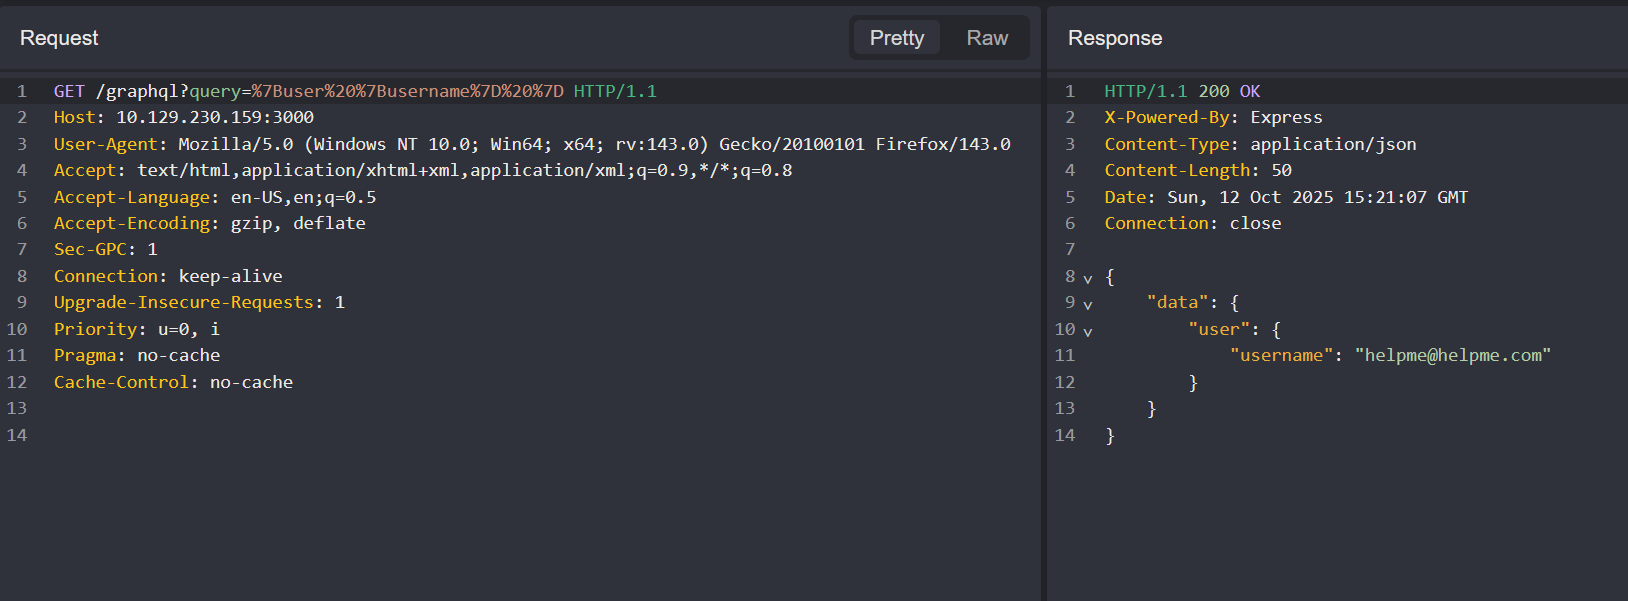 Request
Pretty Raw
1 GET /graphql?query=%7Buser%20%7Busername%7D%20%7D HTTP/1.1
2 Host: 10.129.230.159:3000
3 User-Agent: Mozilla/5.0 (Windows NT 10.0; Win64; x64; rv:143.0) Gecko/20100101 Firefox/143.0
4 Accept: text/html,application/xhtml+xml,application/xml;q=0.9,*/*;q=0.8
5 Accept-Language: en-US,en;q=0.5
6 Accept-Encoding: gzip, deflate
7 Sec-GPC: 1
8 Connection: keep-alive
9 Upgrade-Insecure-Requests: 1
10 Priority: u=0, i
11 Pragma: no-cache
12 Cache-Control: no-cache
13
14
Response
1 HTTP/1.1 200 OK
2 X-Powered-By: Express
3 Content-Type: application/json
4 Content-Length: 50
5 Date: Sun, 12 Oct 2025 15:21:07 GMT
6 Connection: close
7
8 {
9 "data": {
10 "user": {
11 "username": "helpme@helpme.com"
12 }
13 }
14 }